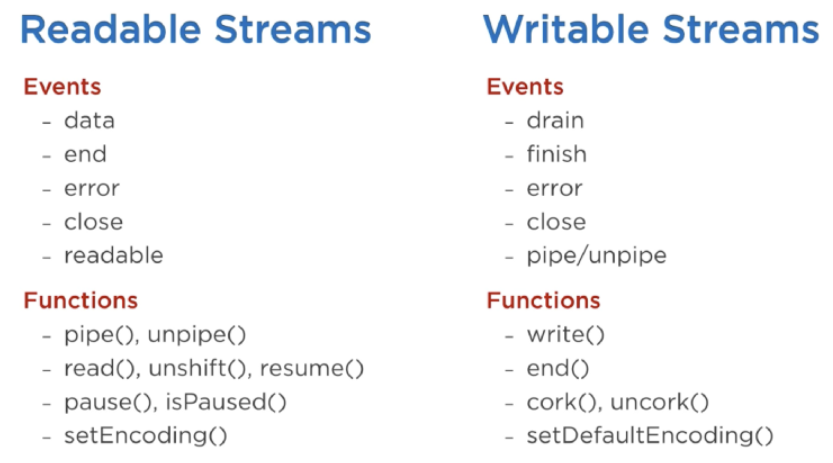 Readable Streams
Events
- data
- end
- error
- close
- readable
Functions
- pipe(), unpipe()
- read(), unshift(), resume()
- pause(), isPaused()
- setEncoding()
Writable Streams
Events
- drain
- finish
- error
- close
- pipe/unpipe
Functions
- write()
- end()
- cork(), uncork()
- setDefaultEncoding()